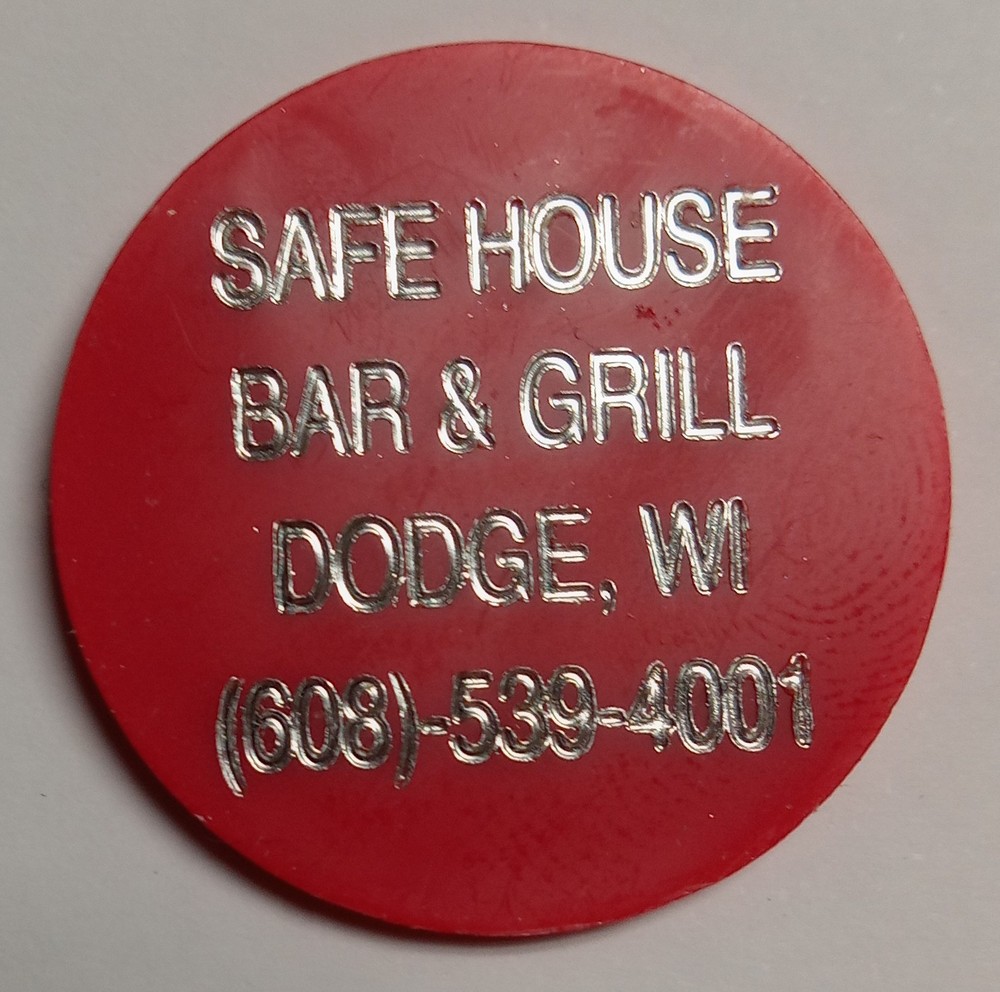 SAFE HOUSE
BAR & GRILL
DODGE, WI
(608)-539-4001